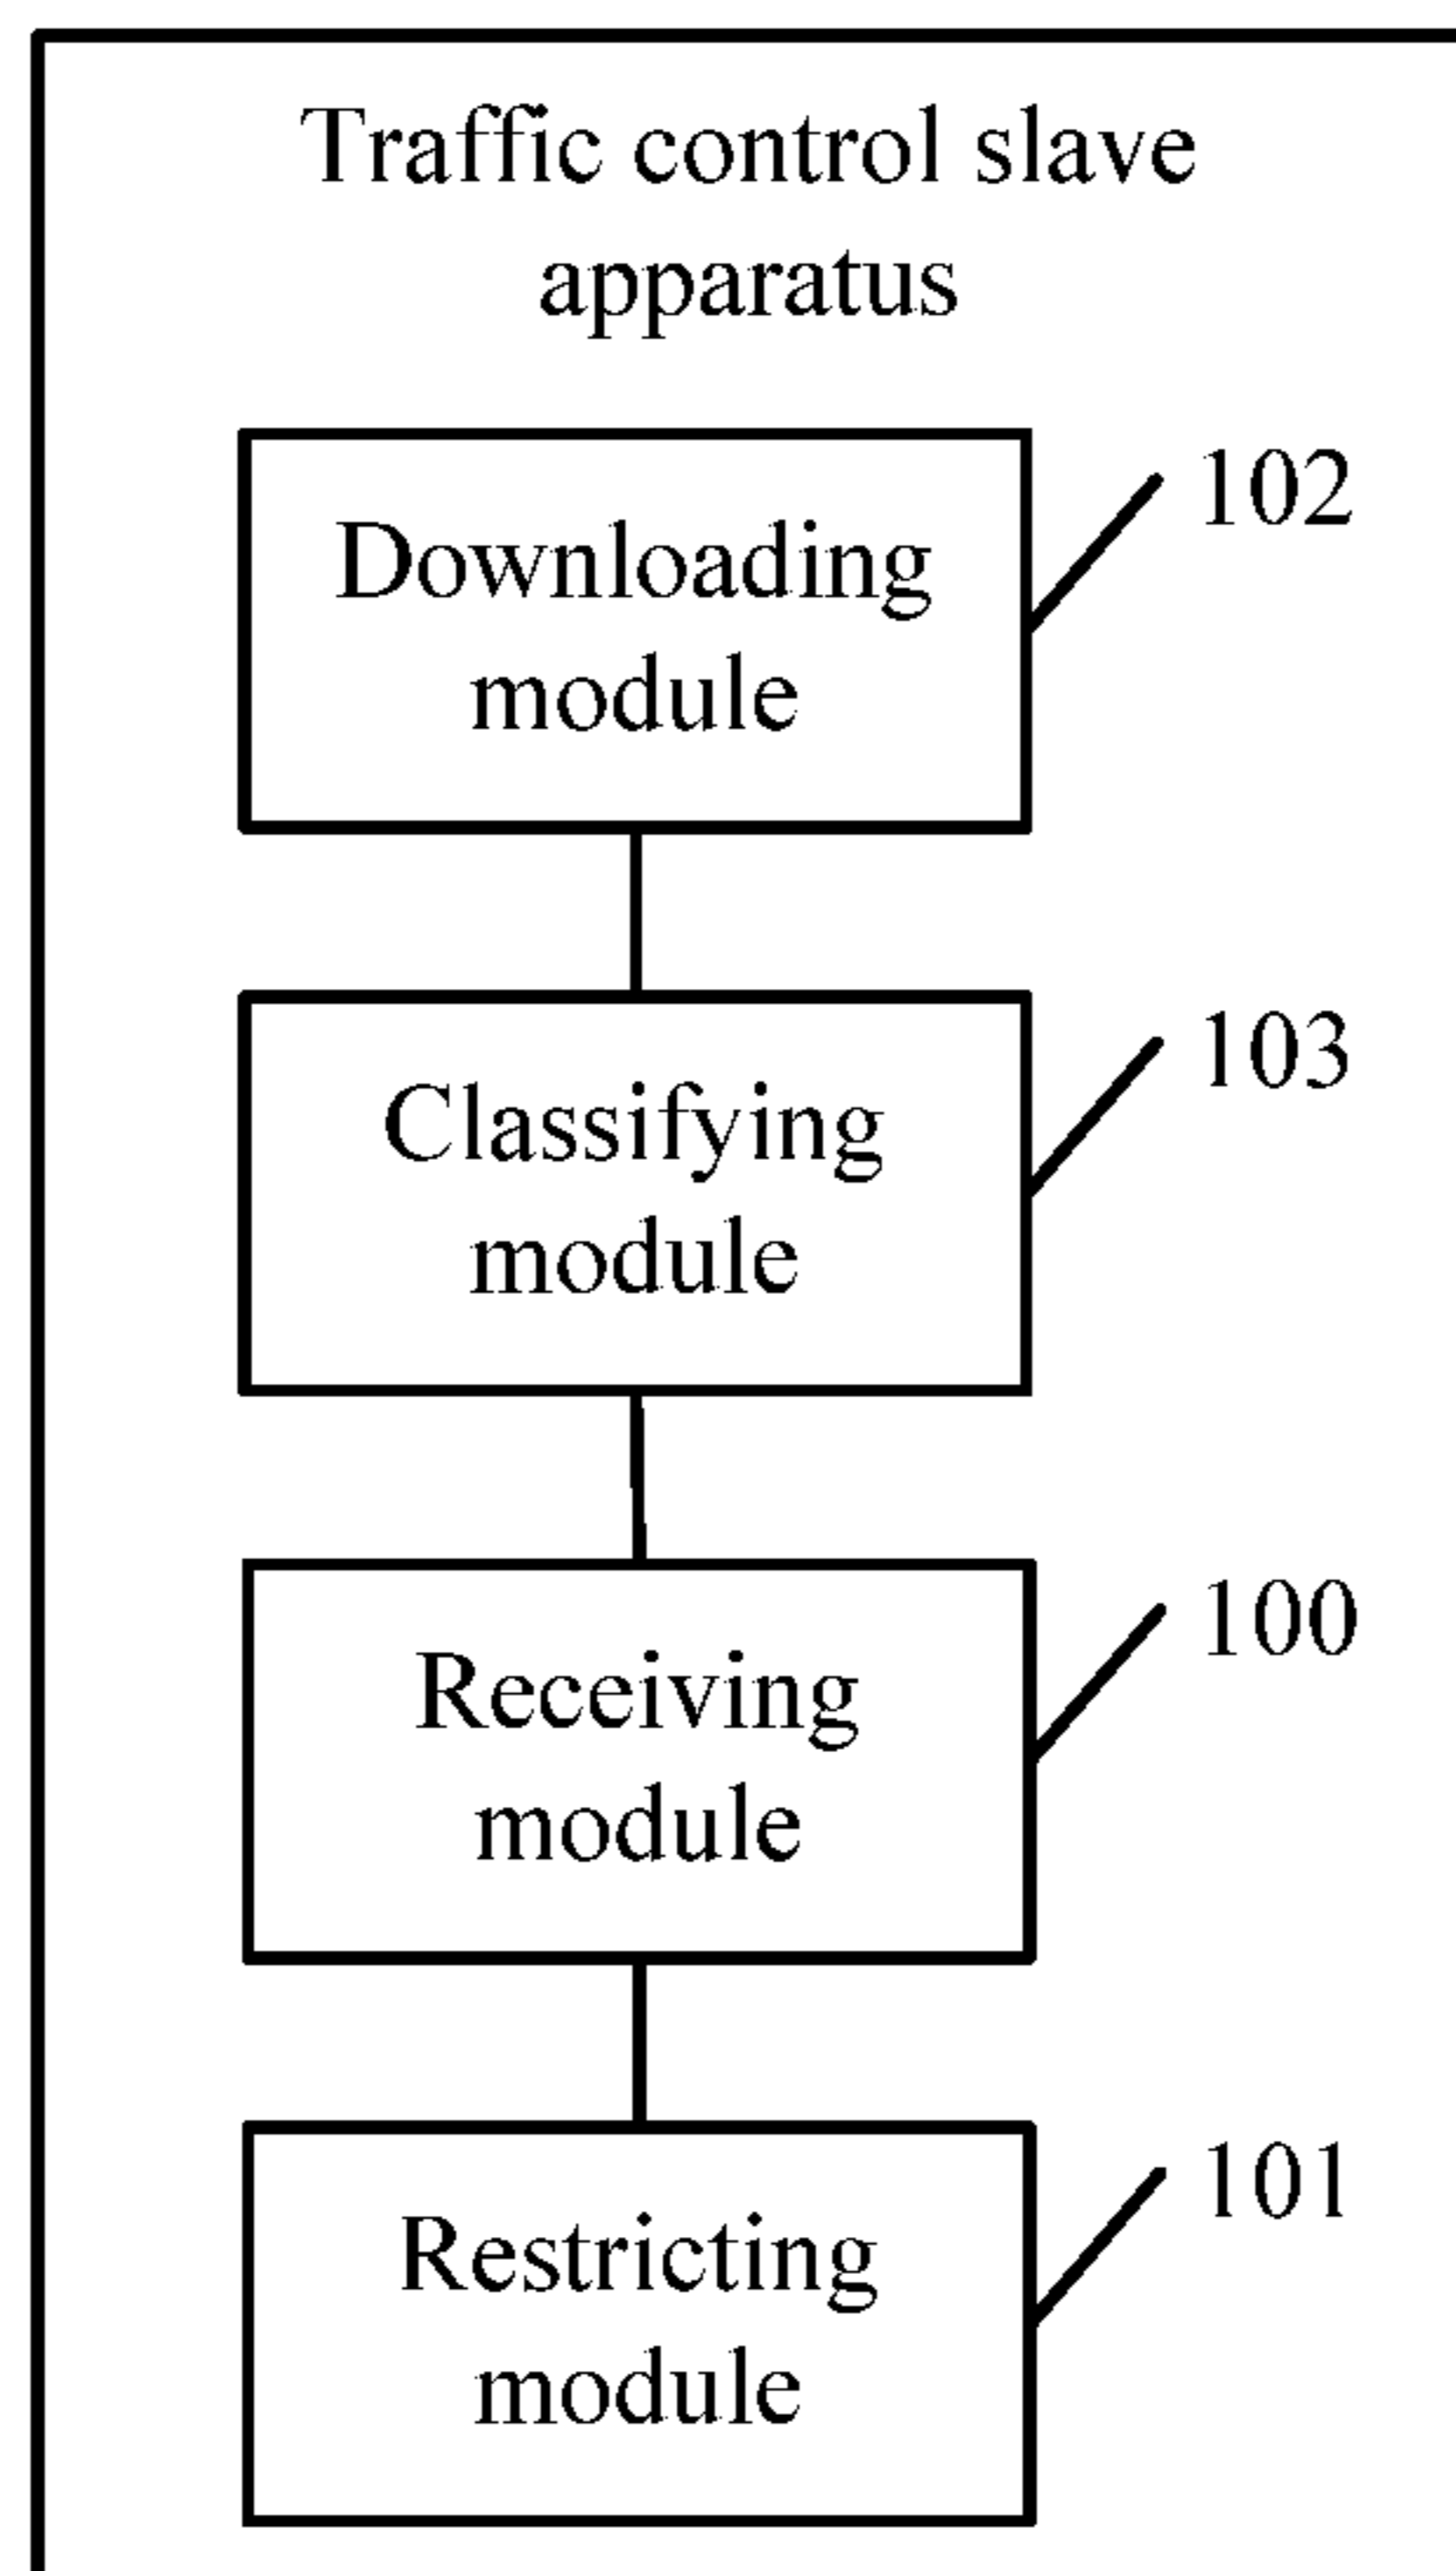 Traffic control slave
apparatus
Downloading
module
102
Classifying
module
103
Receiving
module
100
Restricting
module
101